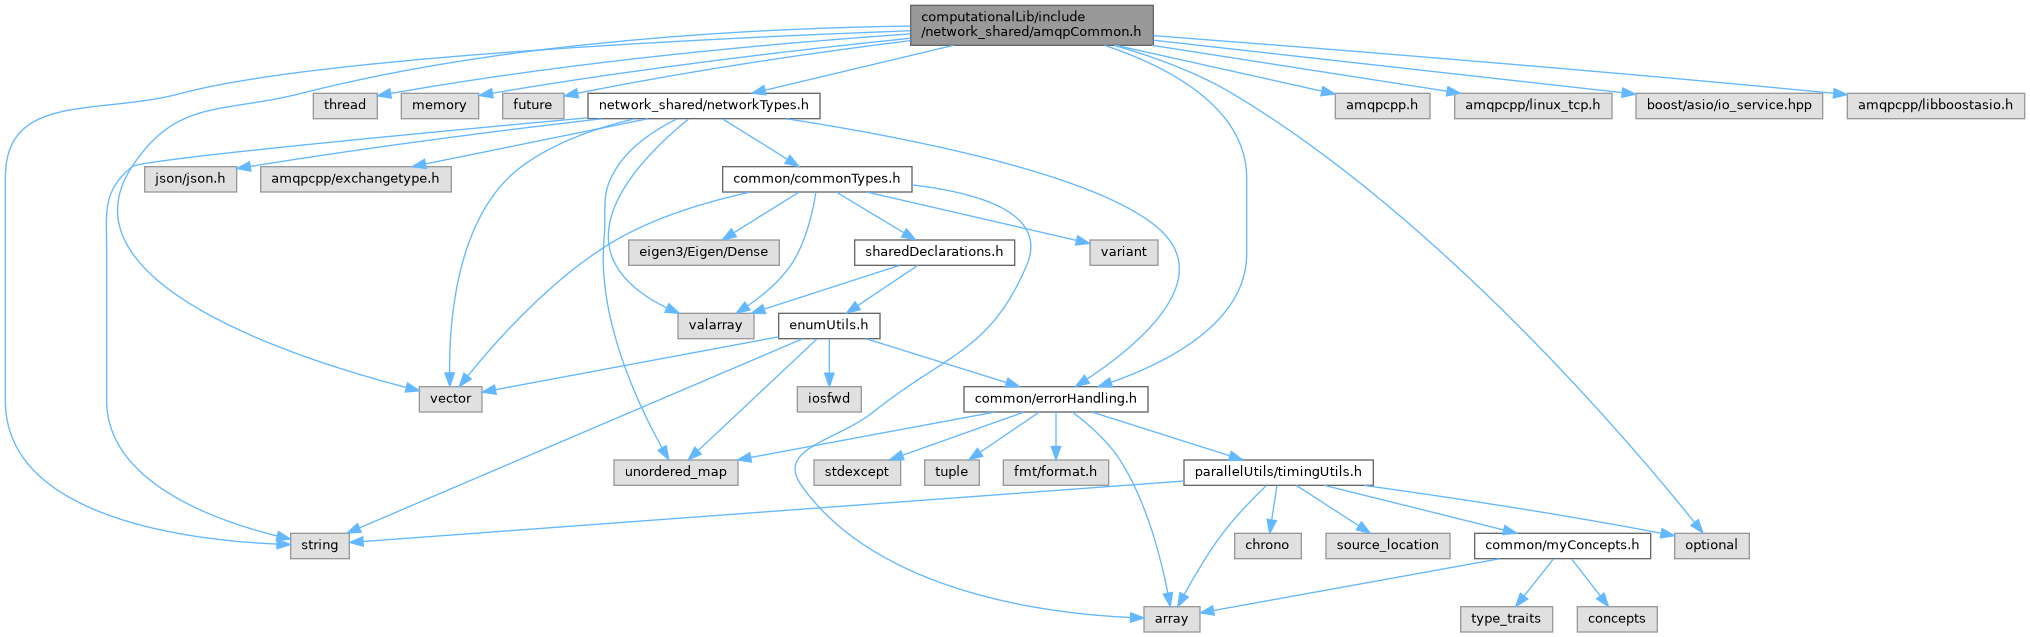 computationalLib/include
/network_shared/amqpCommon.h
thread
memory
future
network_shared/networkTypes.h
amqpcpp.h
amqpcpp/linux_tcp.h
boost/asio/io_service.hpp
amqpcpp/libboostasio.h
json/json.h
amqpcpp/exchangetype.h
common/commonTypes.h
eigen3/Eigen/Dense
sharedDeclarations.h
variant
valarray
enumUtils.h
vector
iosfwd
common/errorHandling.h
unordered_map
stdexcept
tuple
fmt/format.h
parallelUtils/timingUtils.h
string
chrono
source_location
common/myConcepts.h
optional
array
type_traits
concepts